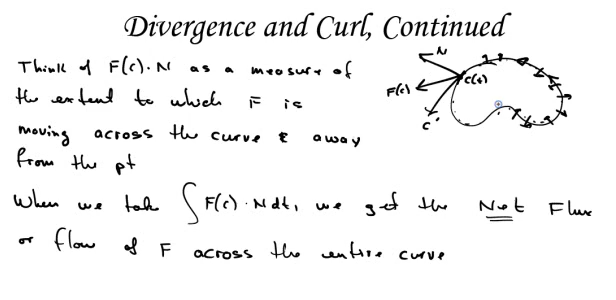 Divergence and Curl, Continued
Think of F(c)·N as a measure of
the extent to which F is
moving across the curve & away
from the pt
N
c(t)
F(c)
c'
When we take ∫ F(c)·N dt, we get the Net Flux
or flow of F across the entire curve